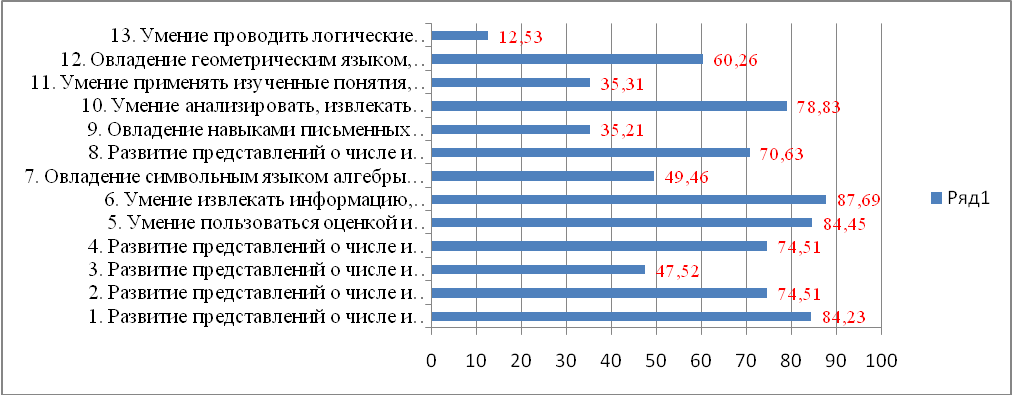 13. Умение проводить логические.. 12,53
12. Овладение геометрическим языком,.. 60,26
11. Умение применять изученные понятия,.. 35,31
10. Умение анализировать, извлекать.. 78,83
9. Овладение навыками письменных.. 35,21
8. Развитие представлений о числе и.. 70,63
7. Овладение символьным языком алгебры.. 49,46
6. Умение извлекать информацию,.. 87,69
5. Умение пользоваться оценкой и.. 84,45
4. Развитие представлений о числе и.. 74,51
3. Развитие представлений о числе и.. 47,52
2. Развитие представлений о числе и.. 74,51
1. Развитие представлений о числе и.. 84,23
0 10 20 30 40 50 60 70 80 90 100
Ряд1